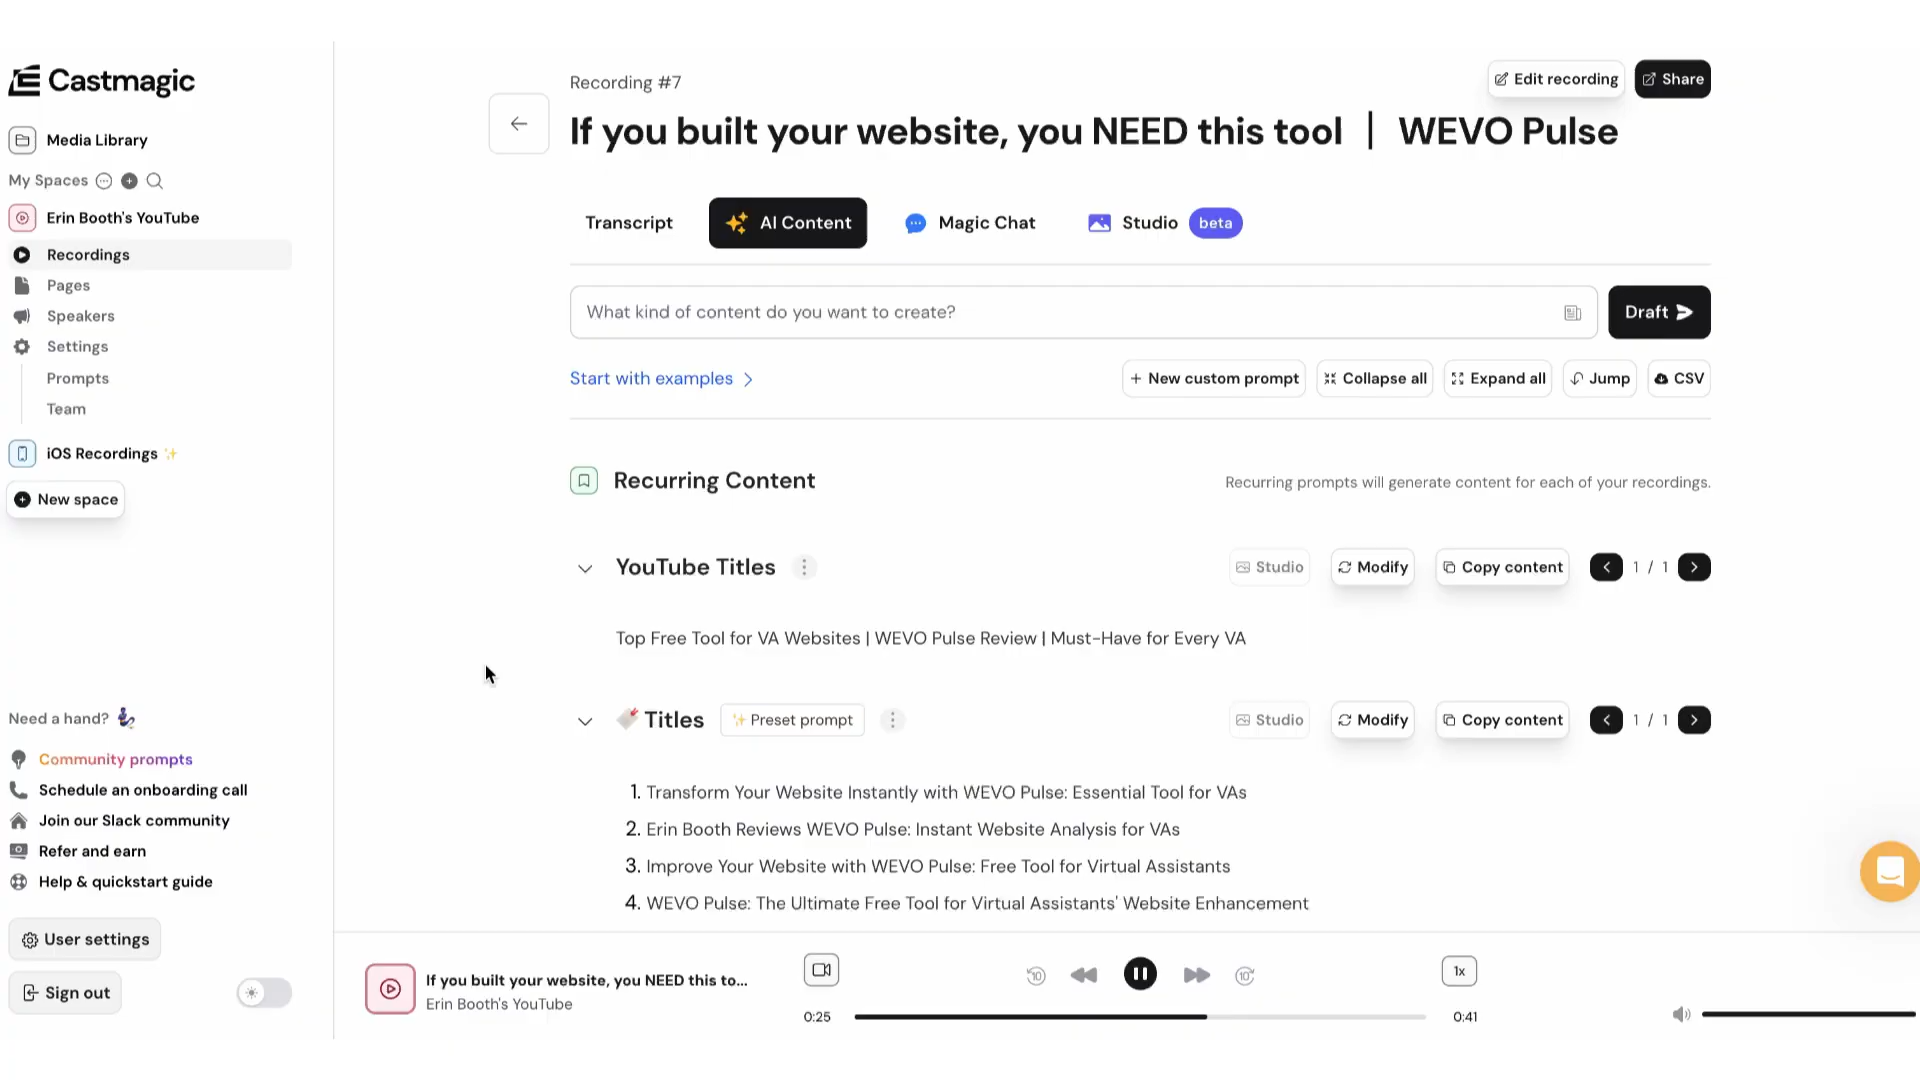 Castmagic
Media Library
My Spaces
Erin Booth's YouTube
Recordings
Pages
Speakers
Settings
Prompts
Team
iOS Recordings
New space
Need a hand?
Community prompts
Schedule an onboarding call
Join our Slack community
Refer and earn
Help & quickstart guide
User settings
Sign out
Recording #7
Edit recording
Share
If you built your website, you NEED this tool | WEVO Pulse
Transcript
AI Content
Magic Chat
Studio beta
What kind of content do you want to create?
Draft
Start with examples
+ New custom prompt
Collapse all
Expand all
Jump
CSV
Recurring Content
Recurring prompts will generate content for each of your recordings.
YouTube Titles
Studio
Modify
Copy content
1 / 1
Top Free Tool for VA Websites | WEVO Pulse Review | Must-Have for Every VA
Titles
Preset prompt
Studio
Modify
Copy content
1 / 1
1. Transform Your Website Instantly with WEVO Pulse: Essential Tool for VAs
2. Erin Booth Reviews WEVO Pulse: Instant Website Analysis for VAs
3. Improve Your Website with WEVO Pulse: Free Tool for Virtual Assistants
4. WEVO Pulse: The Ultimate Free Tool for Virtual Assistants' Website Enhancement
If you built your website, you NEED this to...
Erin Booth's YouTube
10
10
1x
0:25
0:41